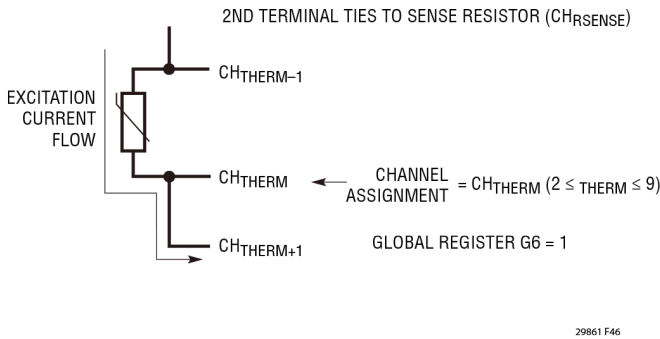 2ND TERMINAL TIES TO SENSE RESISTOR (CHRSENSE)
CHTHERM–1
EXCITATION
CURRENT
FLOW
CHTHERM
CHANNEL
ASSIGNMENT
= CHTHERM (2 ≤ THERM ≤ 9)
CHTHERM+1
GLOBAL REGISTER G6 = 1
29861 F46